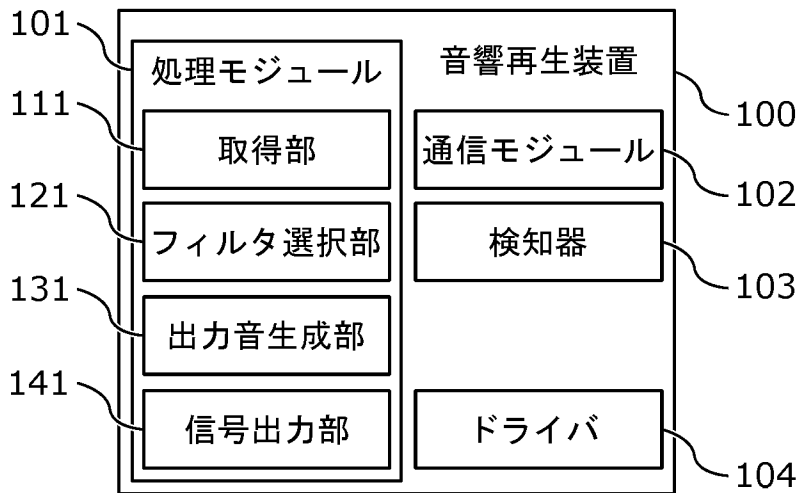 101
処理モジュール
音響再生装置
100
111
取得部
通信モジュール
102
121
フィルタ選択部
検知器
103
131
出力音生成部
141
信号出力部
ドライバ
104